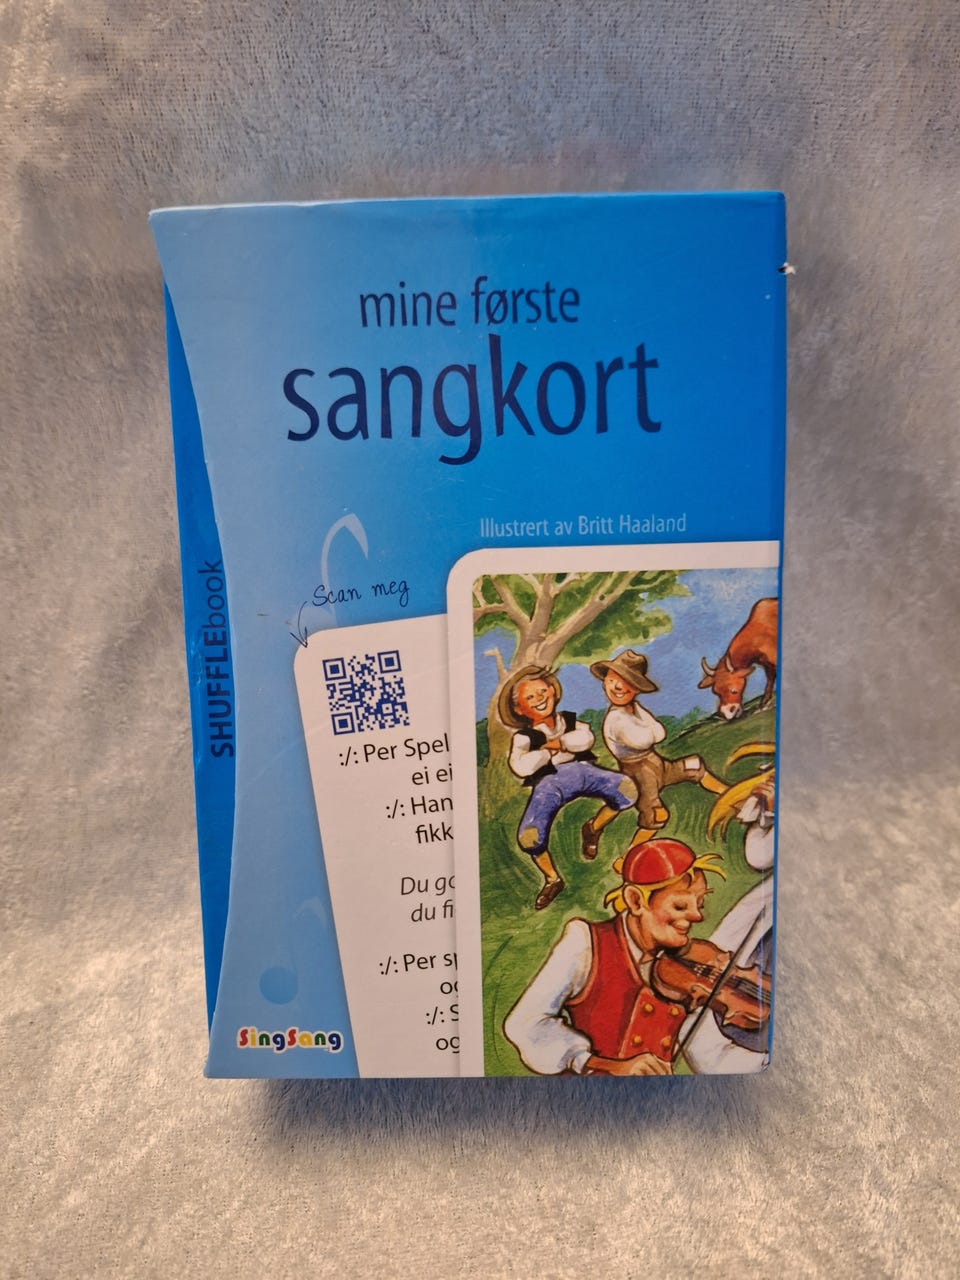 mine første
sangkort
Illustrert av Britt Haaland
Scan meg
SHUFFLEbook
:/: Per Spel
ei ei
:/: Han
fikk
Du go
du fi
:/: Per sp
og
:/: S
og
SingSang